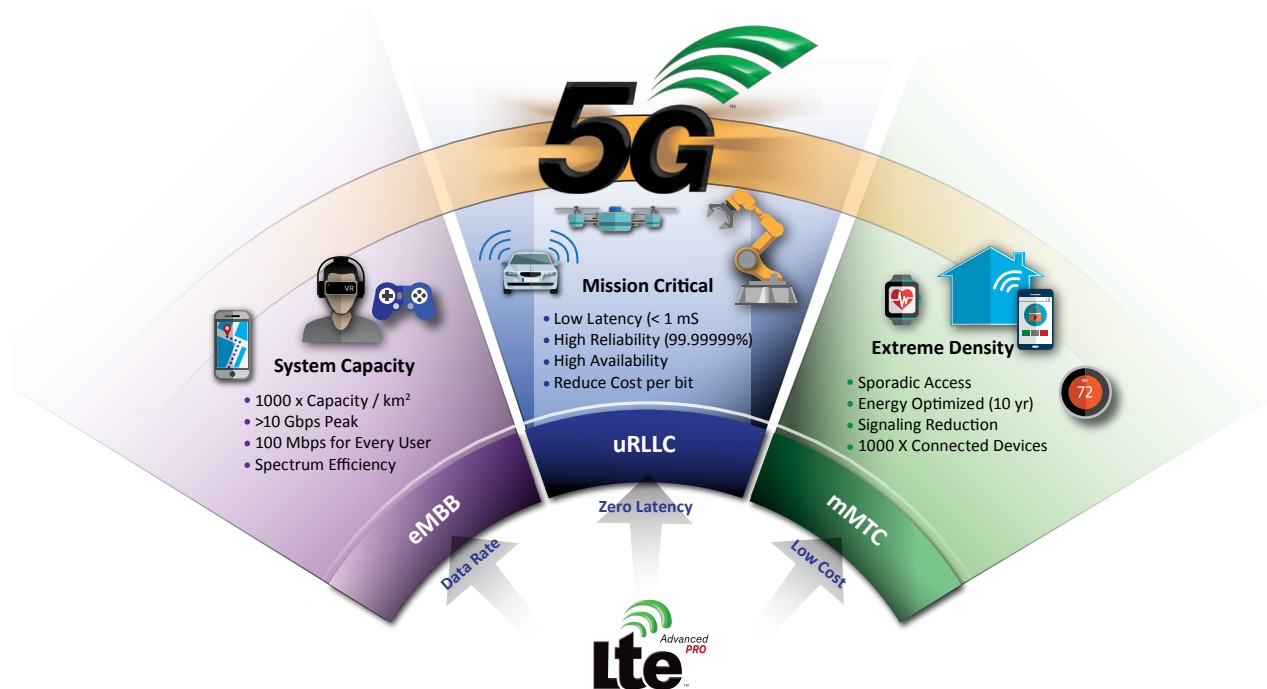 5G
™
VR
System Capacity
• 1000 x Capacity / km²
• >10 Gbps Peak
• 100 Mbps for Every User
• Spectrum Efficiency
eMBB
Data Rate
Mission Critical
• Low Latency (< 1 mS
• High Reliability (99.99999%)
• High Availability
• Reduce Cost per bit
uRLLC
Zero Latency
Extreme Density
72
• Sporadic Access
• Energy Optimized (10 yr)
• Signaling Reduction
• 1000 X Connected Devices
mMTC
Low Cost
Lte
Advanced
PRO
™